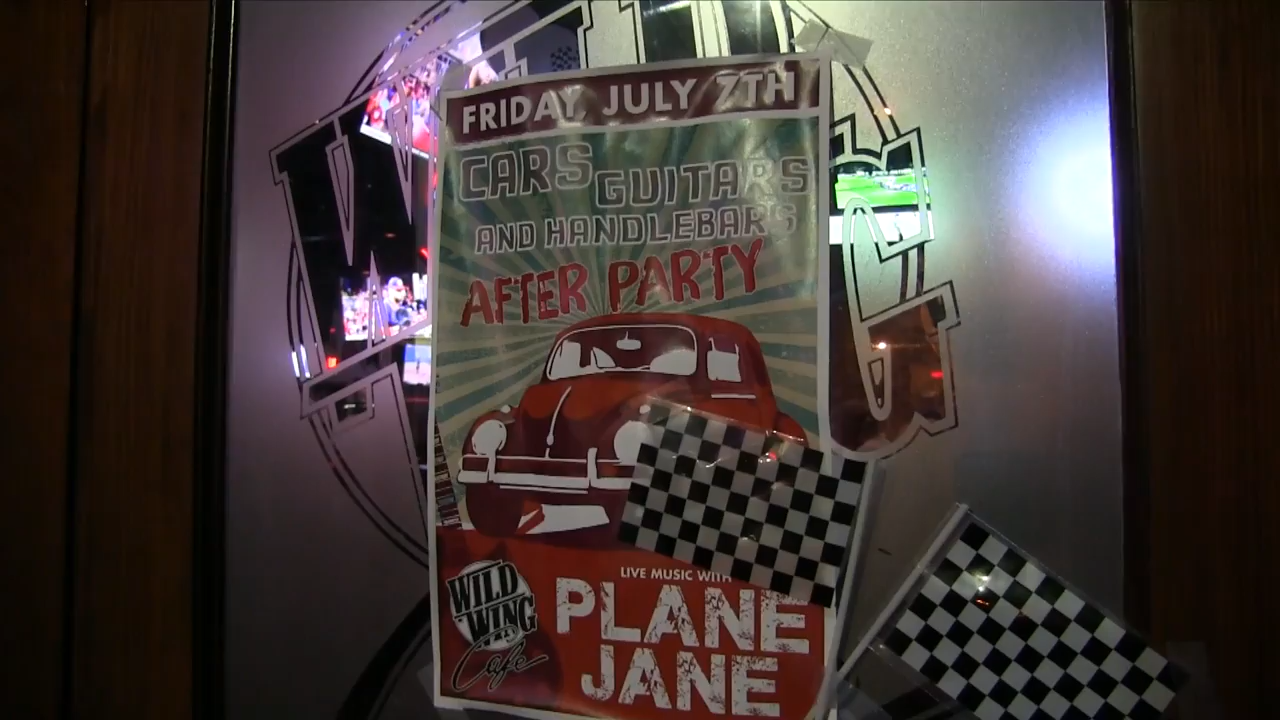 FRIDAY, JULY 7TH
CARS GUITARS
AND HANDLEBARS
AFTER PARTY
LIVE MUSIC WITH
PLANE
JANE
WILD
WING
Cafe